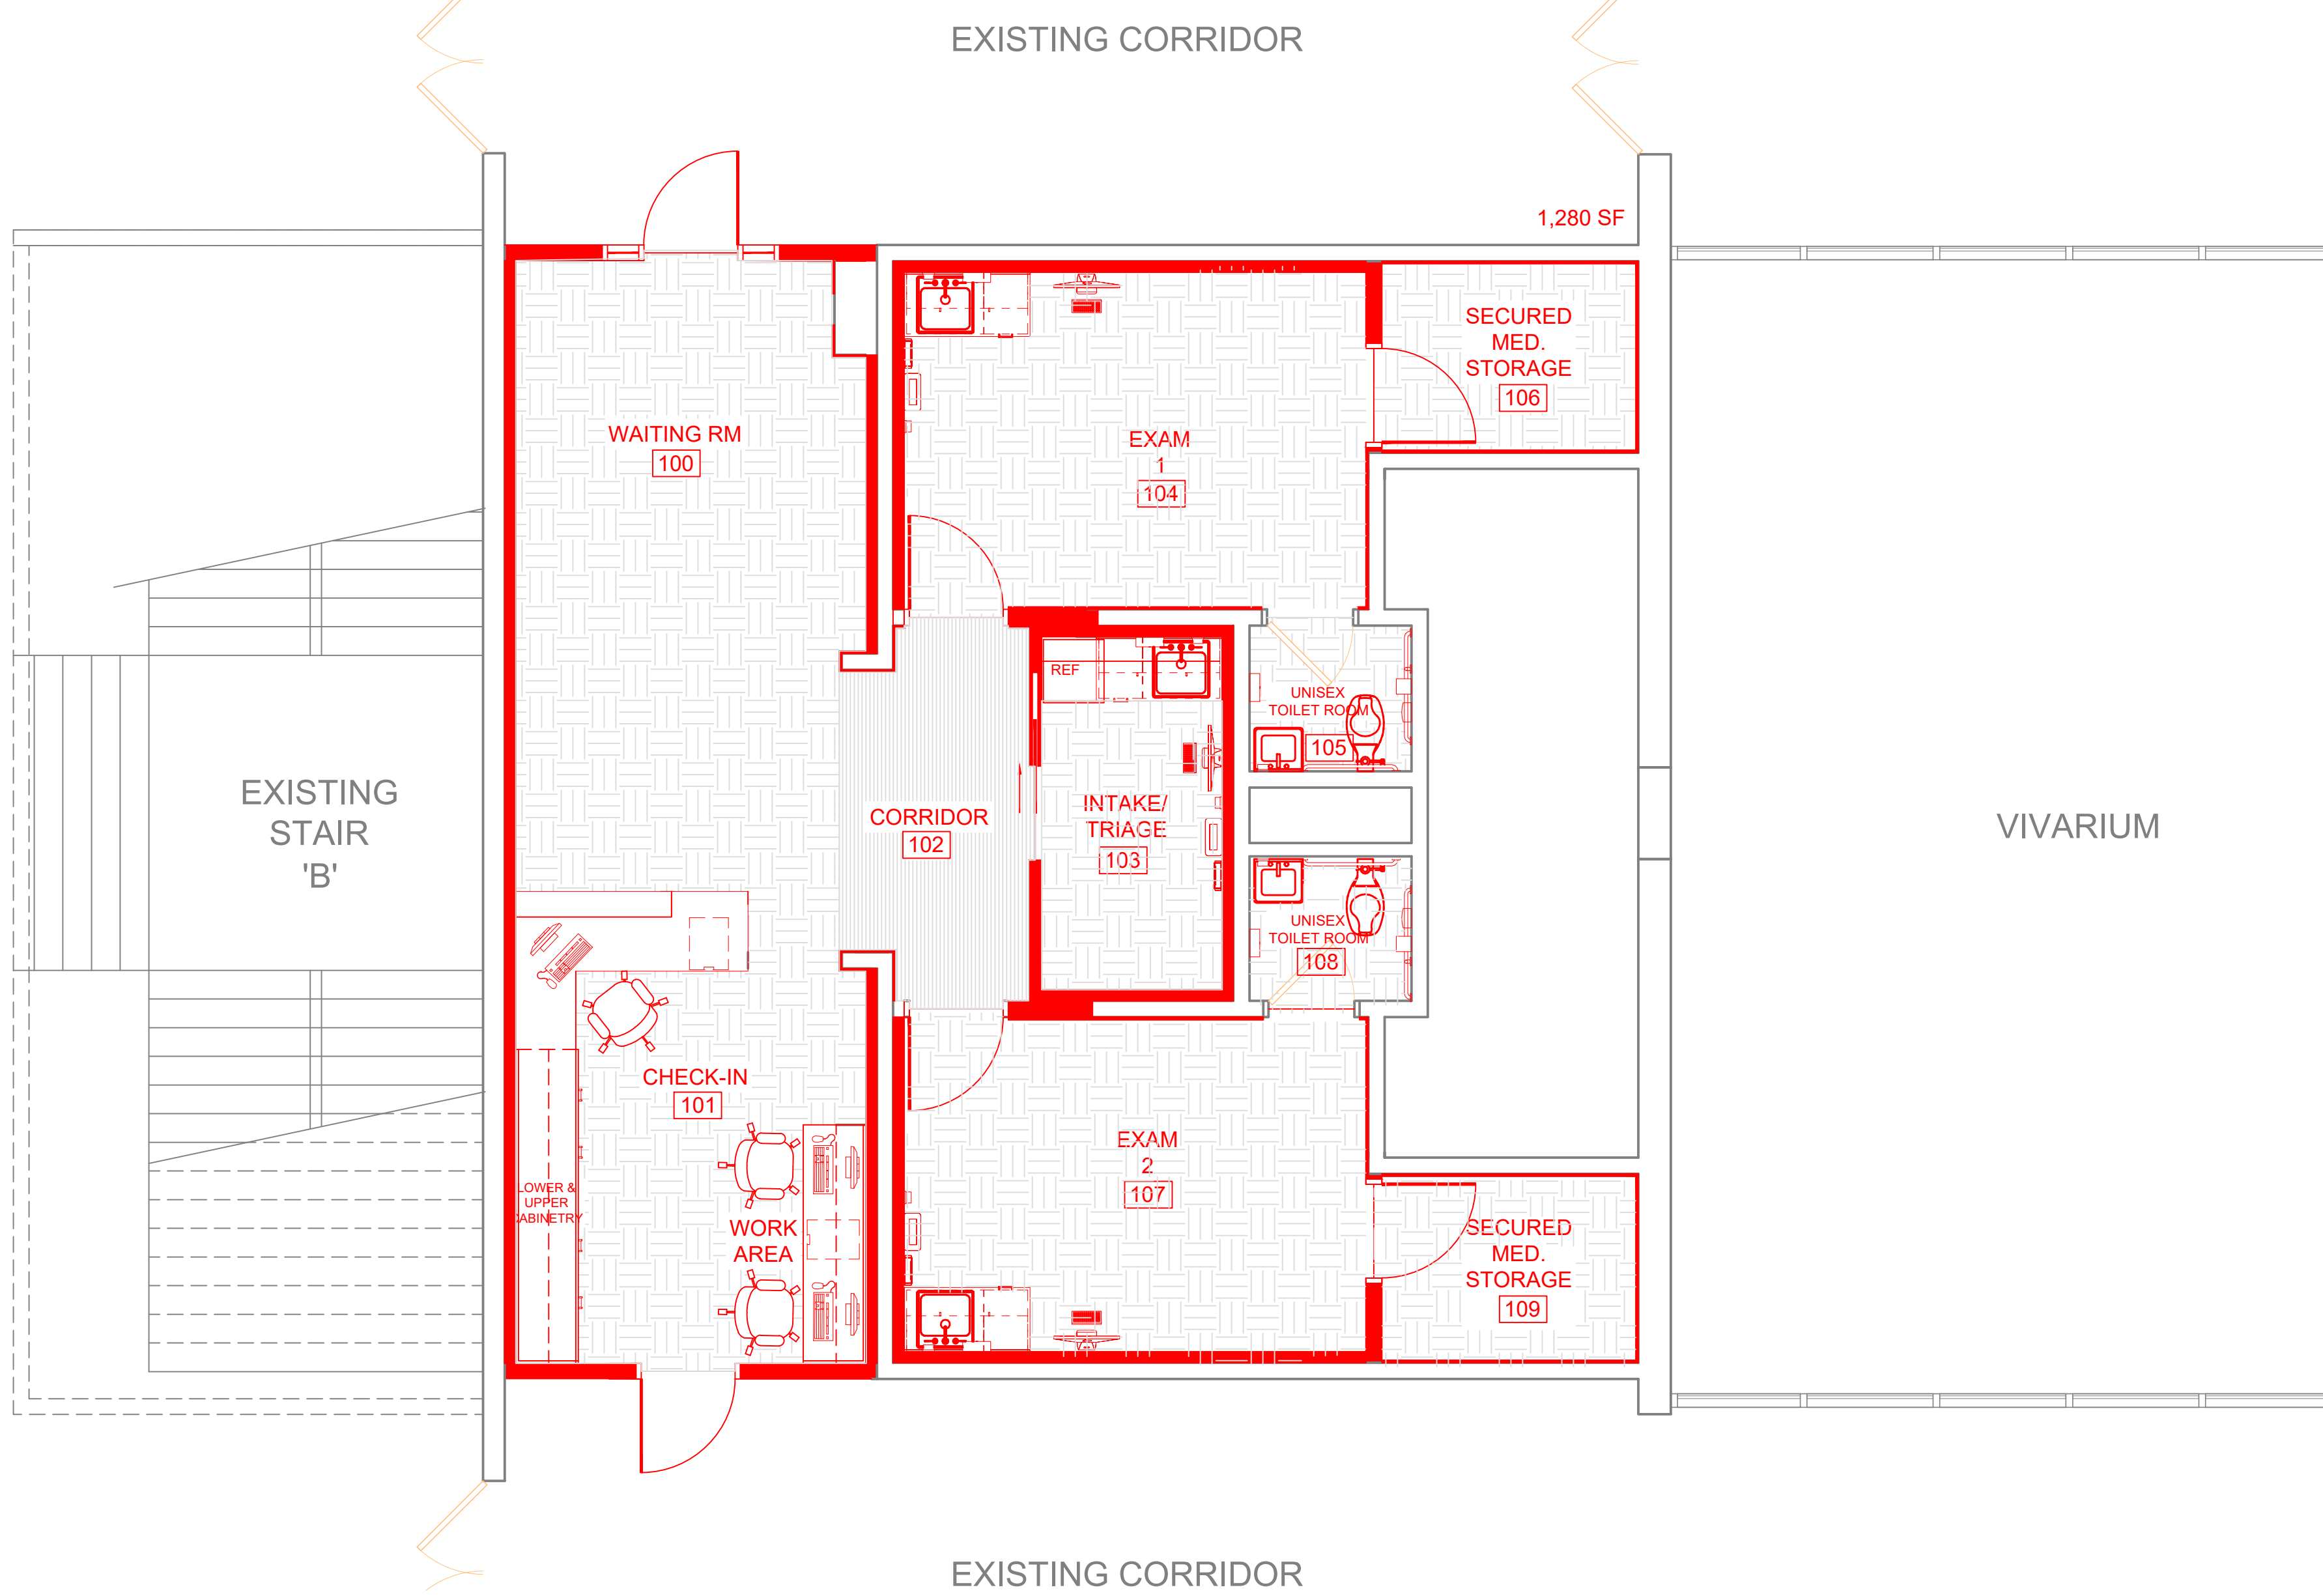 EXISTING CORRIDOR
1,280 SF
SECURED
MED.
STORAGE
106
WAITING RM
100
EXAM
1
104
REF
UNISEX
TOILET ROOM
105
EXISTING
STAIR
'B'
CORRIDOR
102
INTAKE/
TRIAGE
103
VIVARIUM
UNISEX
TOILET ROOM
108
CHECK-IN
101
EXAM
2
107
LOWER &
UPPER
CABINETRY
WORK
AREA
SECURED
MED.
STORAGE
109
EXISTING CORRIDOR